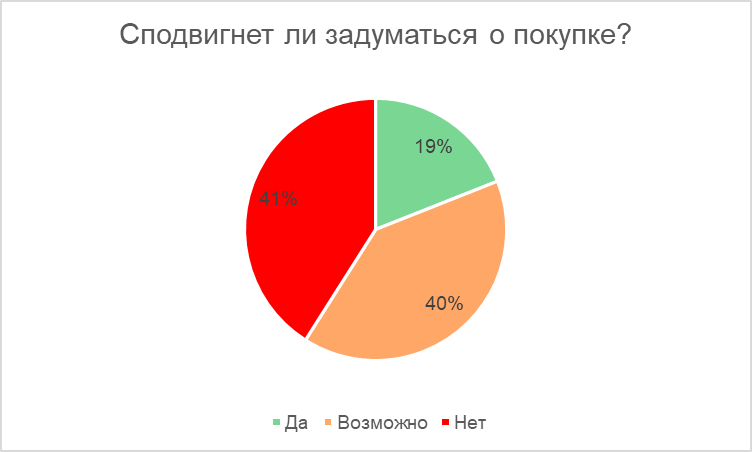 Сподвигнет ли задуматься о покупке?
19%
41%
40%
Да Возможно Нет